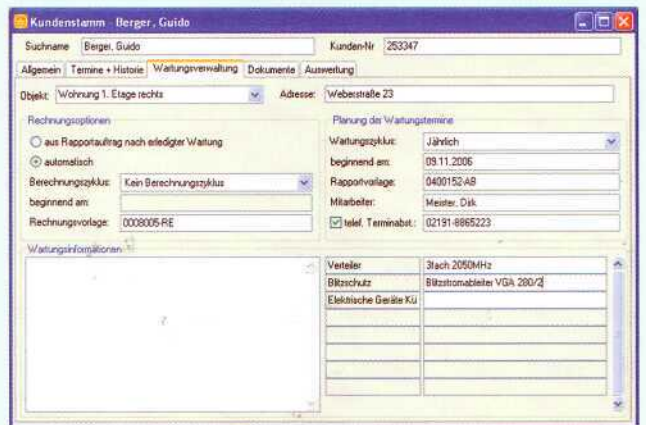 Kundenstamm - Berger, Guido
Suchname Berger, Guido Kunden-Nr 253347
Allgemein Termine + Historie Wartungsverwaltung Dokumente Auswertung
Objekt: Wohnung 1. Etage rechts Adresse: Weberstraße 23
Rechnungsoptionen
aus Rapportauftrag nach erledigter Wartung
automatisch
Berechnungszyklus: Kein Berechnungszyklus
beginnend am:
Rechnungsvorlage: 0008005-RE
Planung der Wartungstermine
Wartungszyklus: Jährlich
beginnend am: 09.11.2006
Rapportvorlage: 0400152-AB
Mitarbeiter: Meister, Dirk
telef. Terminabst.: 02191-8865223
Wartungsinformationen
Verteiler 3fach 2050MHz
Blitzschutz Blitzstromableiter VGA 280/2
Elektrische Geräte Kü